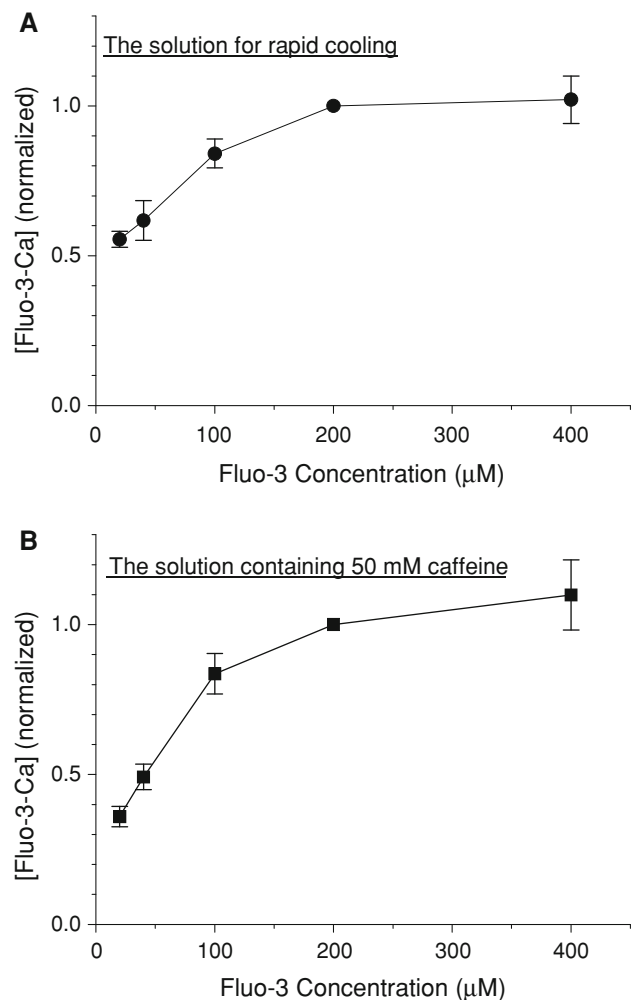 A
The solution for rapid cooling
[Fluo-3-Ca] (normalized)
1.0
0.5
0.0
0 100 200 300 400
Fluo-3 Concentration (μM)
B
The solution containing 50 mM caffeine
[Fluo-3-Ca] (normalized)
1.0
0.5
0.0
0 100 200 300 400
Fluo-3 Concentration (μM)